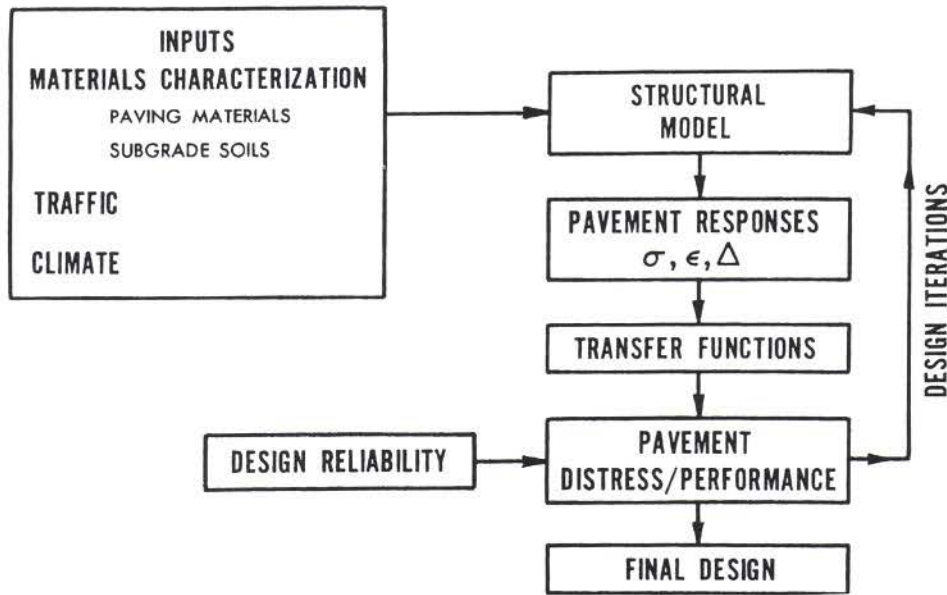 INPUTS
MATERIALS CHARACTERIZATION
PAVING MATERIALS
SUBGRADE SOILS
TRAFFIC
CLIMATE
STRUCTURAL
MODEL
PAVEMENT RESPONSES
σ, ϵ, Δ
TRANSFER FUNCTIONS
DESIGN RELIABILITY
PAVEMENT
DISTRESS/PERFORMANCE
FINAL DESIGN
DESIGN ITERATIONS